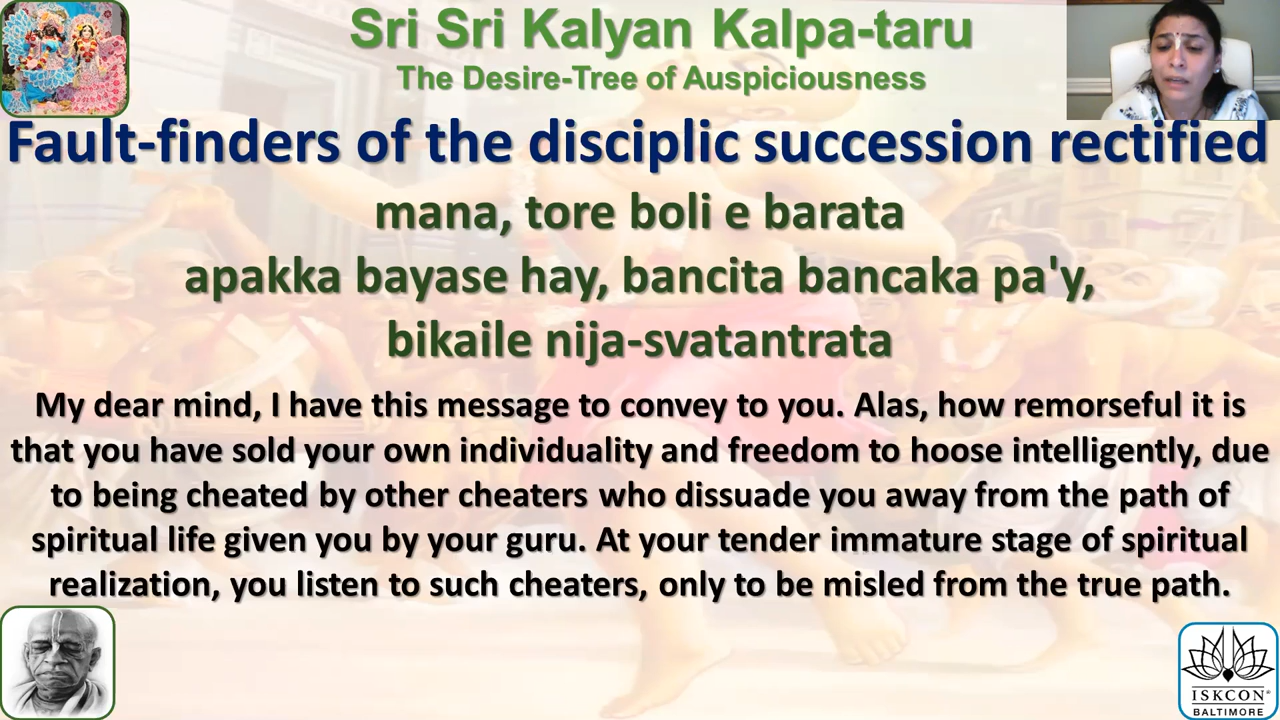 Sri Sri Kalyan Kalpa-taru
The Desire-Tree of Auspiciousness
Fault-finders of the disciplic succession rectified
mana, tore boli e barata
apakka bayase hay, bancita bancaka pa'y,
bikaile nija-svatantrata
My dear mind, I have this message to convey to you. Alas, how remorseful it is
that you have sold your own individuality and freedom to hoose intelligently, due
to being cheated by other cheaters who dissuade you away from the path of
spiritual life given you by your guru. At your tender immature stage of spiritual
realization, you listen to such cheaters, only to be misled from the true path.
ISKCON®
BALTIMORE